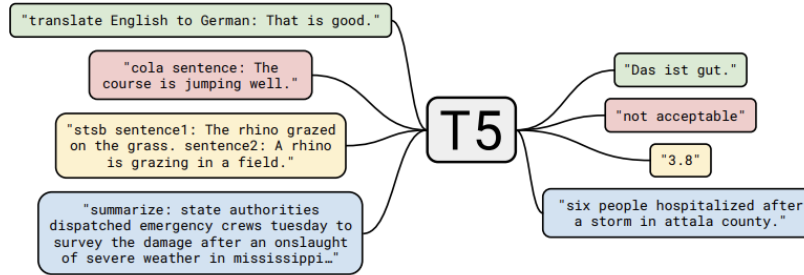 "translate English to German: That is good."
"cola sentence: The
course is jumping well."
"stsb sentence1: The rhino grazed
on the grass. sentence2: A rhino
is grazing in a field."
"summarize: state authorities
dispatched emergency crews tuesday to
survey the damage after an onslaught
of severe weather in mississippi…"
T5
"Das ist gut."
"not acceptable"
"3.8"
"six people hospitalized after
a storm in attala county."